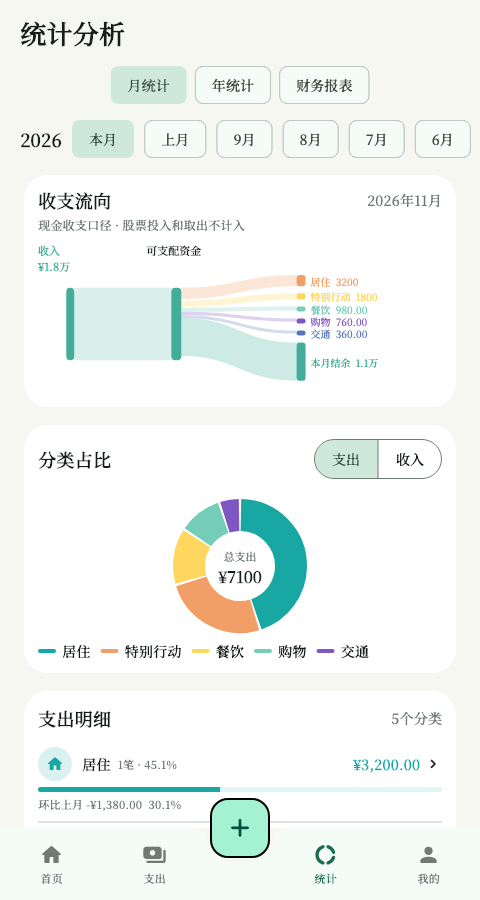 统计分析
月统计 年统计 财务报表
2026 本月 上月 9月 8月 7月 6月
收支流向 2026年11月
现金收支口径 · 股票投入和取出不计入
收入 可支配资金
¥1.8万
居住 3200
特别行动 1800
餐饮 980.00
购物 760.00
交通 360.00
本月结余 1.1万
分类占比 支出 收入
总支出
¥7100
居住 特别行动 餐饮 购物 交通
支出明细 5个分类
居住 1笔 · 45.1% ¥3,200.00
环比上月 -¥1,380.00 30.1%
首页 支出 统计 我的